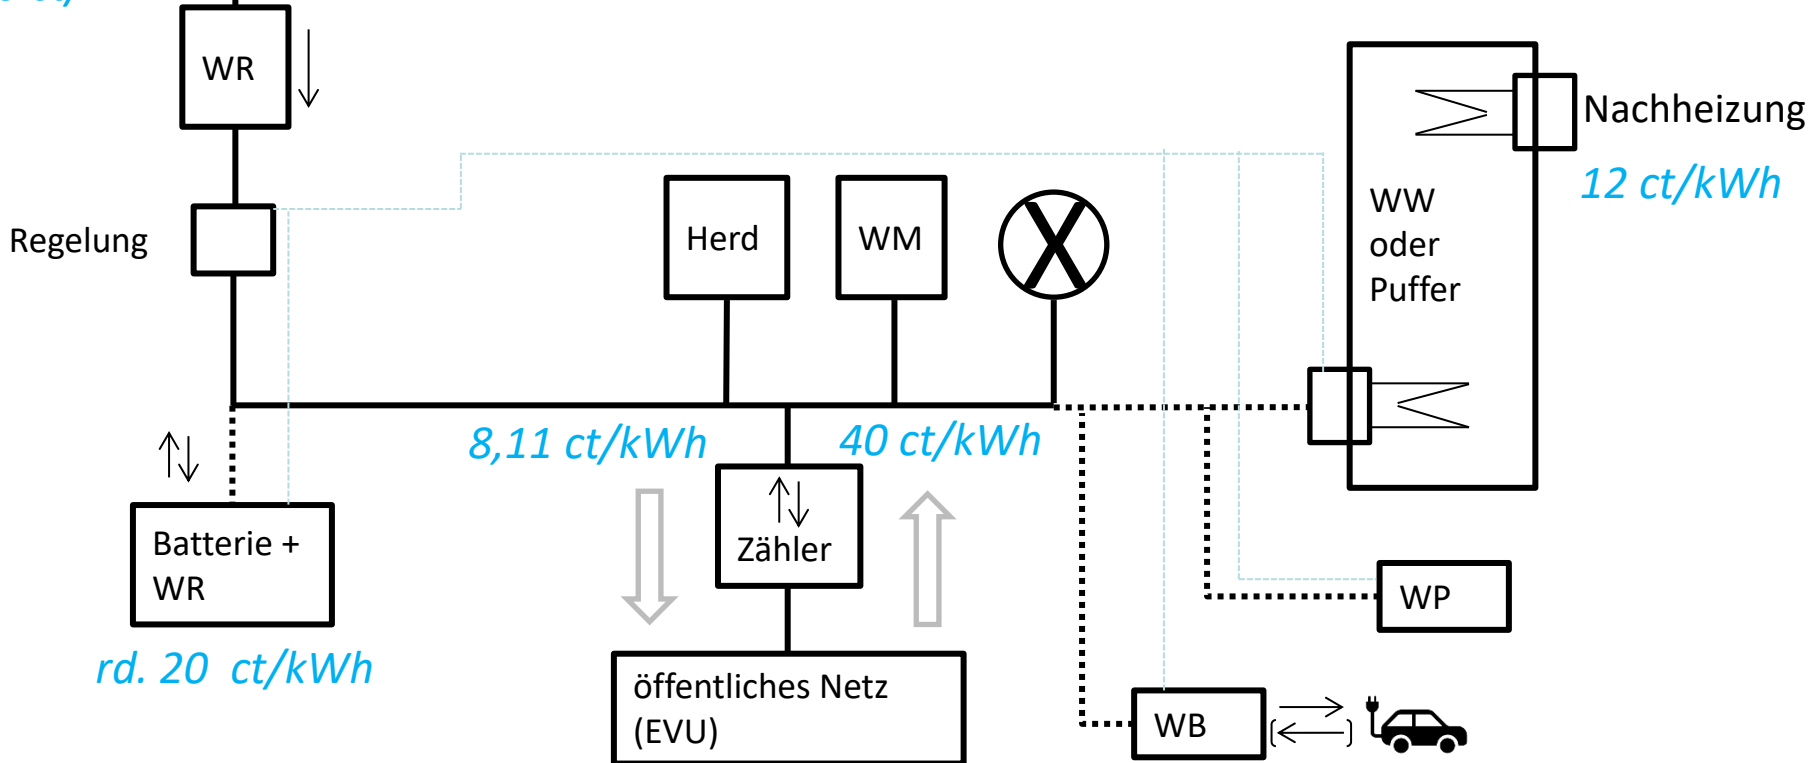 WR
Nachheizung
12 ct/kWh
WW
oder
Puffer
Regelung
Herd
WM
8,11 ct/kWh
40 ct/kWh
Zähler
Batterie +
WR
rd. 20 ct/kWh
WP
öffentliches Netz
(EVU)
WB